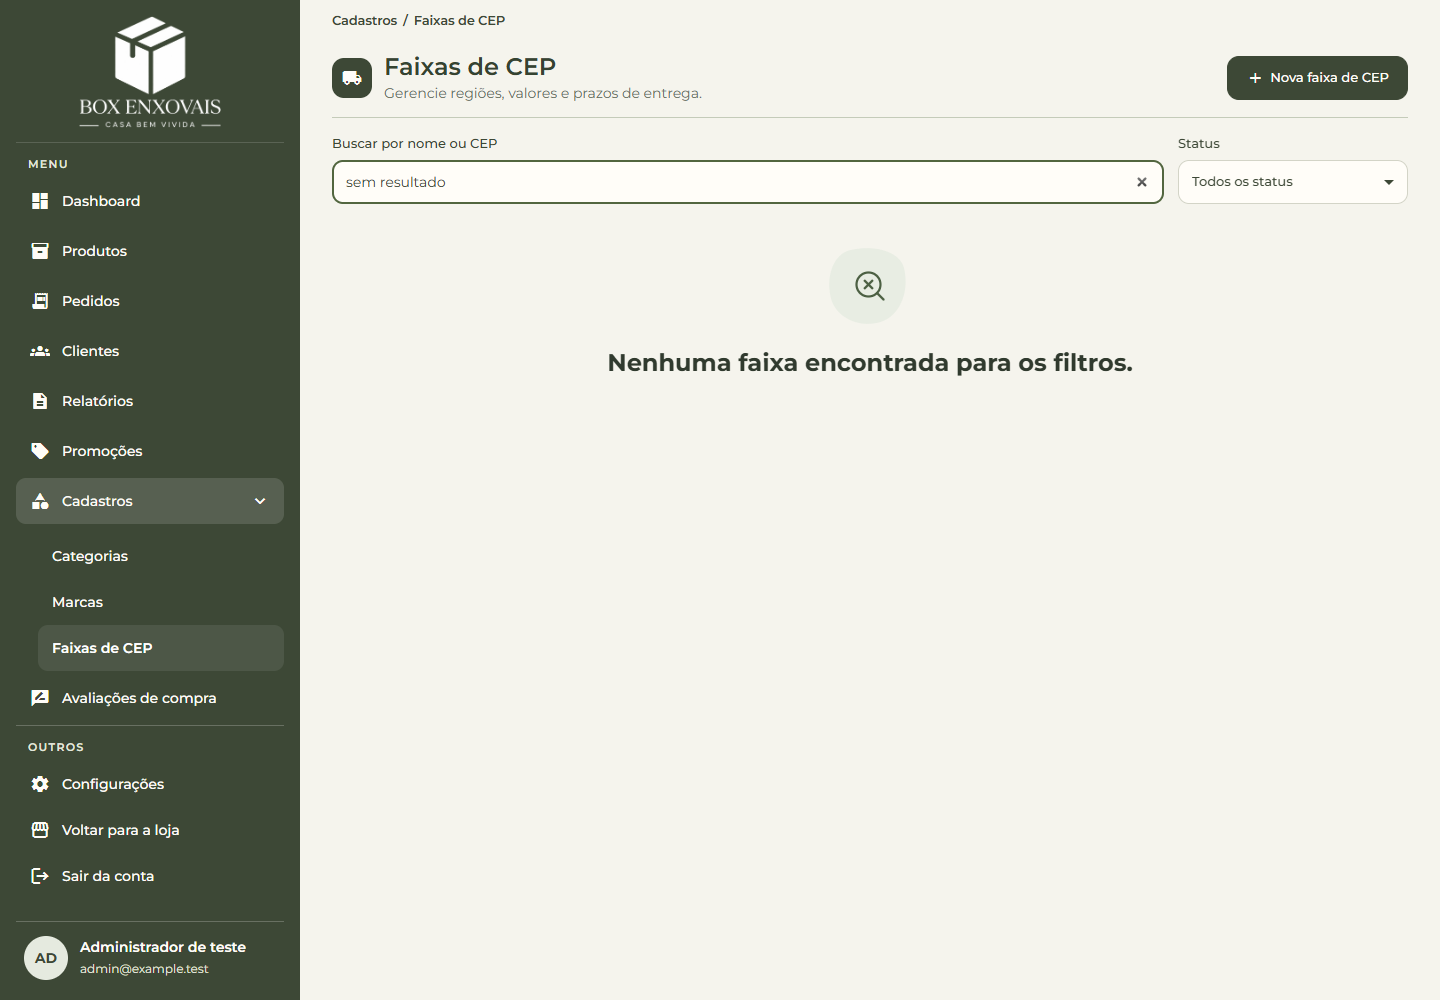 BOX ENXOVAIS
CASA BEM VIVIDA
MENU
Dashboard
Produtos
Pedidos
Clientes
Relatórios
Promoções
Cadastros
Categorias
Marcas
Faixas de CEP
Avaliações de compra
OUTROS
Configurações
Voltar para a loja
Sair da conta
AD
Administrador de teste
admin@example.test
Cadastros / Faixas de CEP
Faixas de CEP
Gerencie regiões, valores e prazos de entrega.
Nova faixa de CEP
Buscar por nome ou CEP
sem resultado
Status
Todos os status
Nenhuma faixa encontrada para os filtros.